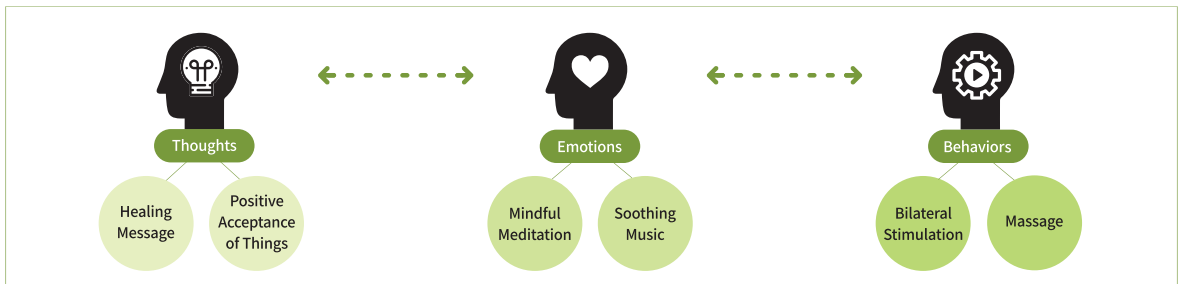 Thoughts
Emotions
Behaviors
Healing
Message
Positive
Acceptance
of Things
Mindful
Meditation
Soothing
Music
Bilateral
Stimulation
Massage